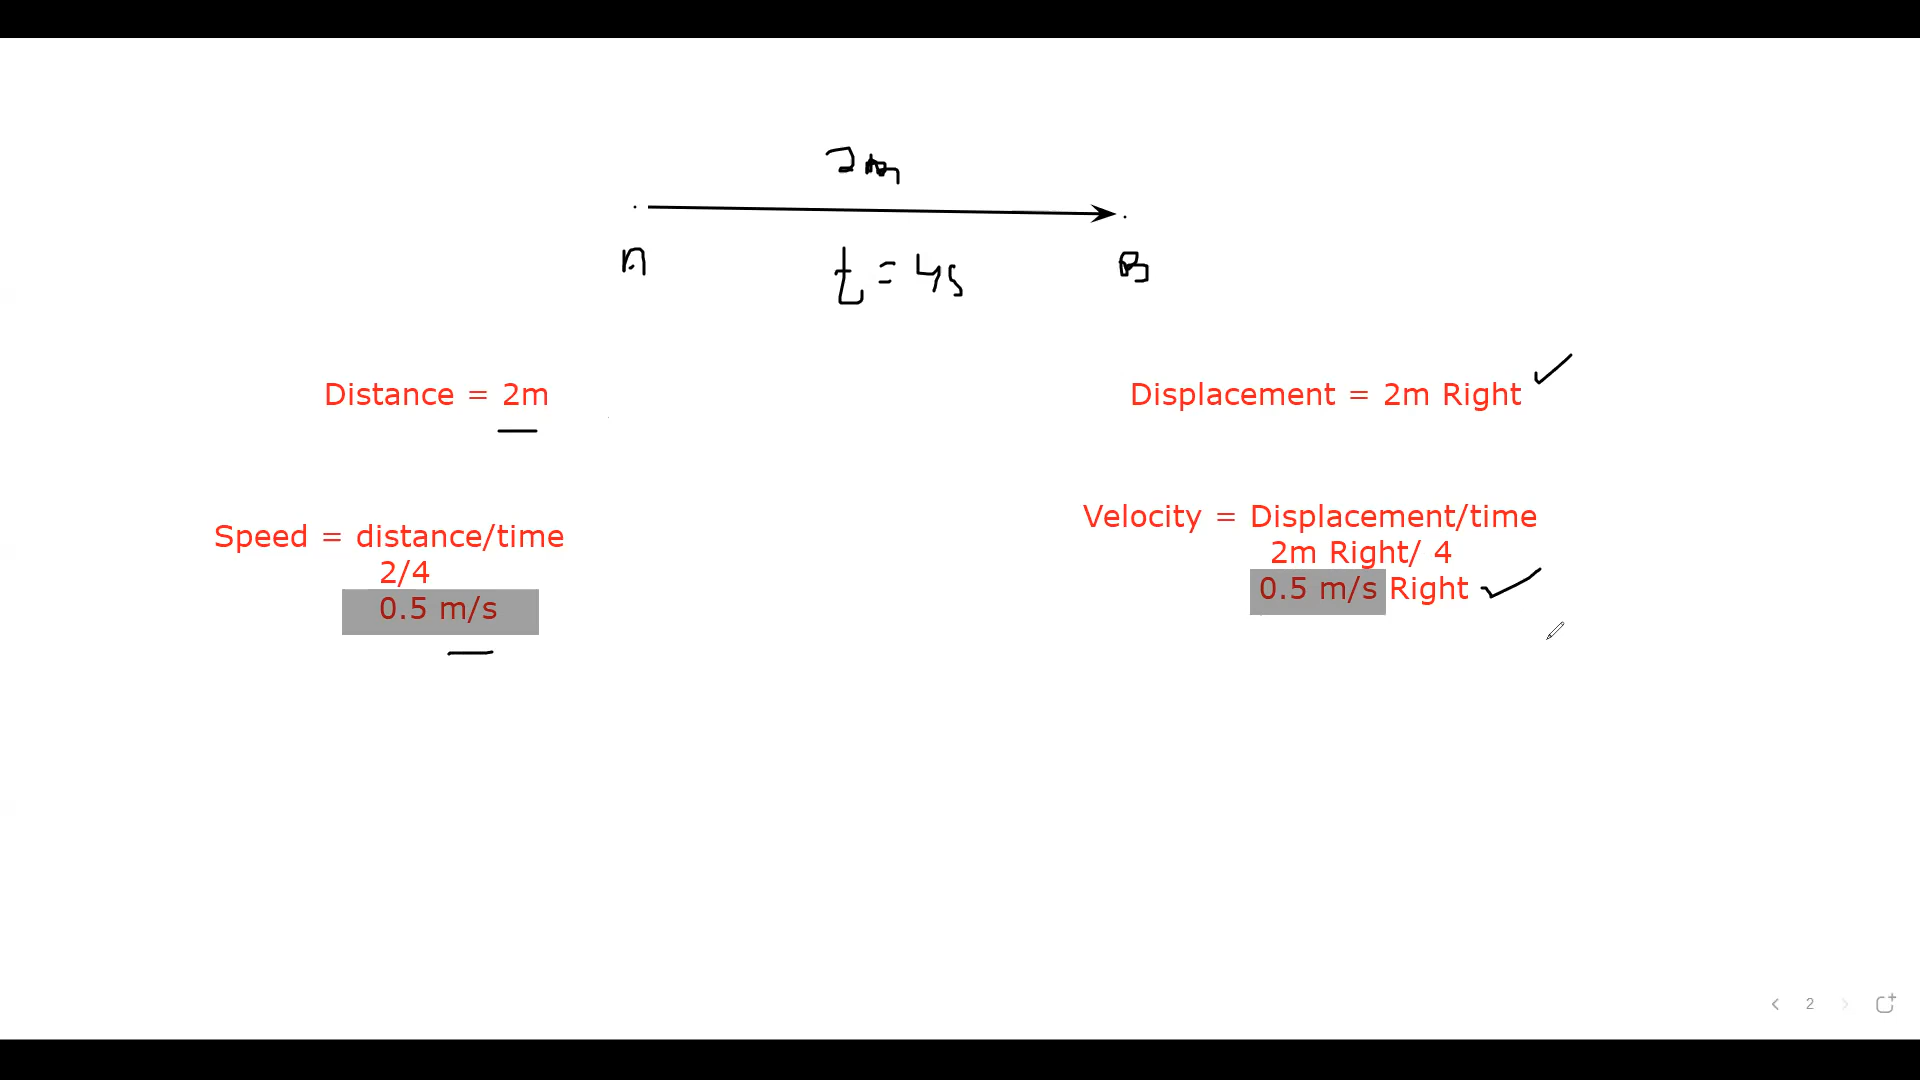 2m
A
t = 4s
B
Distance = 2m
Displacement = 2m Right
Speed = distance/time
2/4
0.5 m/s
Velocity = Displacement/time
2m Right/ 4
0.5 m/s Right
2